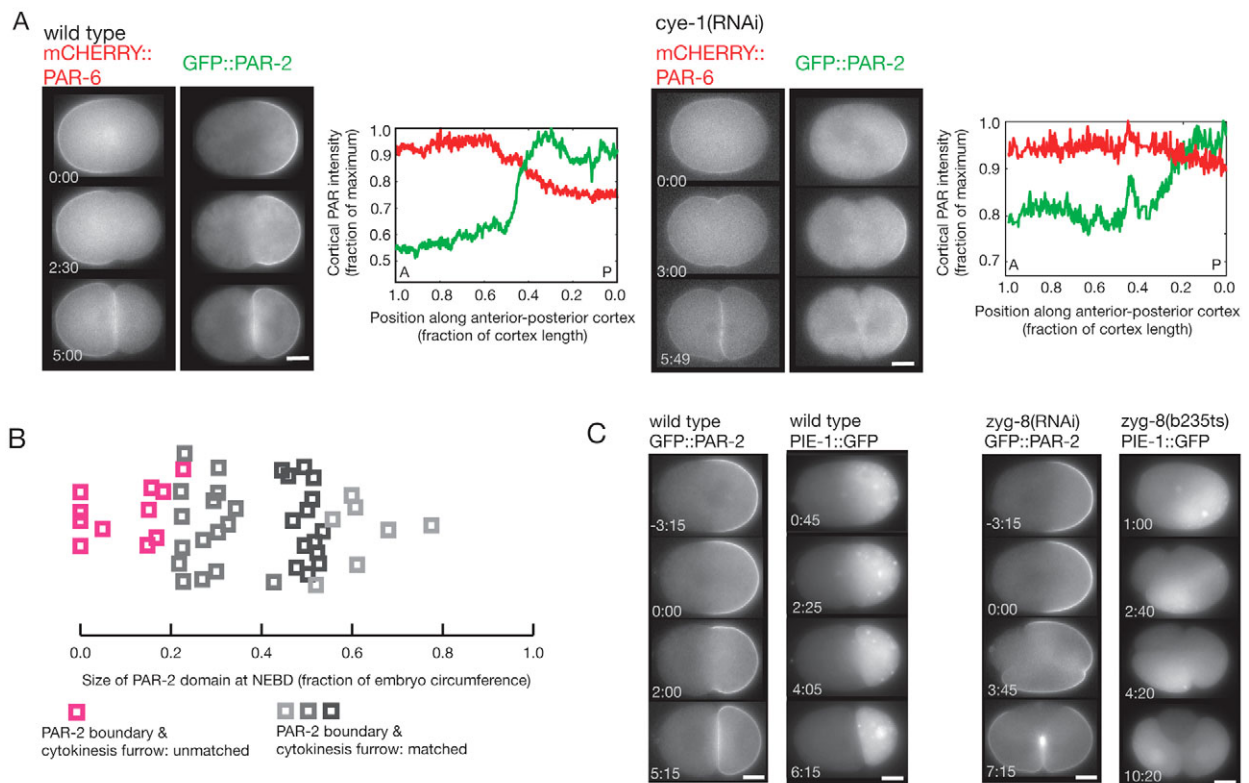 A
wild type
mCHERRY::
PAR-6
GFP::PAR-2
0:00
2:30
5:00
Cortical PAR intensity
(fraction of maximum)
1.0
0.9
0.8
0.7
0.6
0.5
A
P
1.0
0.8
0.6
0.4
0.2
0.0
Position along anterior-posterior cortex
(fraction of cortex length)
cye-1(RNAi)
mCHERRY::
PAR-6
GFP::PAR-2
0:00
3:00
5:49
Cortical PAR intensity
(fraction of maximum)
1.0
0.9
0.8
0.7
A
P
1.0
0.8
0.6
0.4
0.2
0.0
Position along anterior-posterior cortex
(fraction of cortex length)
B
0.0
0.2
0.4
0.6
0.8
1.0
Size of PAR-2 domain at NEBD (fraction of embryo circumference)
PAR-2 boundary &
cytokinesis furrow: unmatched
PAR-2 boundary &
cytokinesis furrow: matched
C
wild type
GFP::PAR-2
-3:15
0:00
2:00
5:15
wild type
PIE-1::GFP
0:45
2:25
4:05
6:15
zyg-8(RNAi)
GFP::PAR-2
-3:15
0:00
3:45
7:15
zyg-8(b235ts)
PIE-1::GFP
1:00
2:40
4:20
10:20